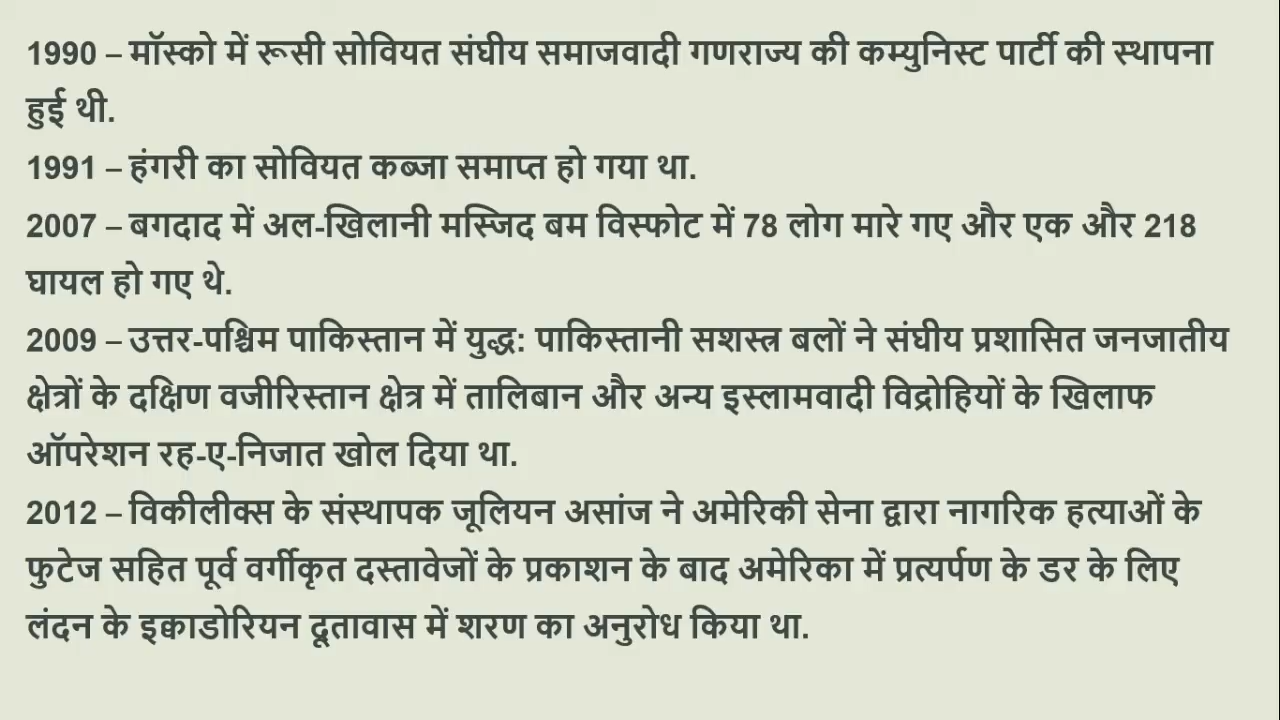 1990 – मॉस्को में रूसी सोवियत संघीय समाजवादी गणराज्य की कम्युनिस्ट पार्टी की स्थापना
हुई थी.
1991 – हंगरी का सोवियत कब्जा समाप्त हो गया था.
2007 – बगदाद में अल-खिलानी मस्जिद बम विस्फोट में 78 लोग मारे गए और एक और 218
घायल हो गए थे.
2009 – उत्तर-पश्चिम पाकिस्तान में युद्ध: पाकिस्तानी सशस्त्र बलों ने संघीय प्रशासित जनजातीय
क्षेत्रों के दक्षिण वजीरिस्तान क्षेत्र में तालिबान और अन्य इस्लामवादी विद्रोहियों के खिलाफ
ऑपरेशन रह-ए-निजात खोल दिया था.
2012 – विकीलीक्स के संस्थापक जूलियन असांज ने अमेरिकी सेना द्वारा नागरिक हत्याओं के
फुटेज सहित पूर्व वर्गीकृत दस्तावेजों के प्रकाशन के बाद अमेरिका में प्रत्यर्पण के डर के लिए
लंदन के इक्वाडोरियन दूतावास में शरण का अनुरोध किया था.